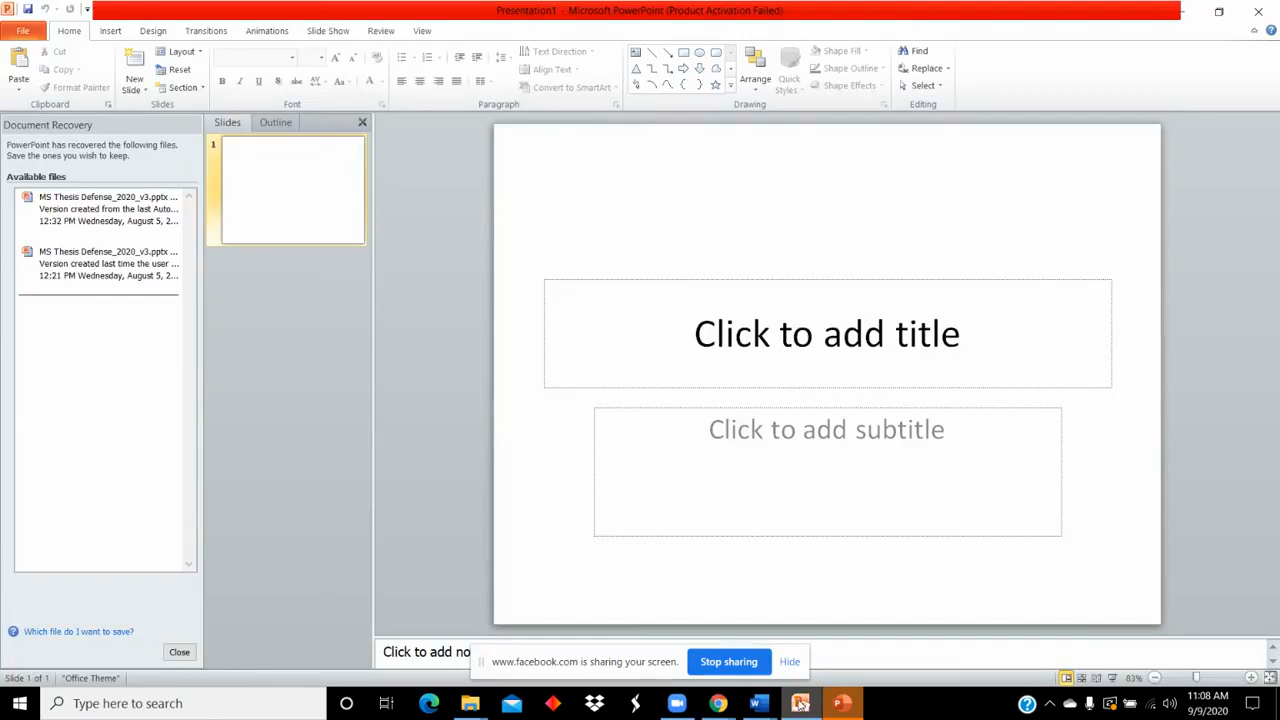 Presentation1 - Microsoft PowerPoint (Product Activation Failed)
File Home Insert Design Transitions Animations Slide Show Review View
Paste
Cut
Copy
Format Painter
Clipboard
New
Slide
Layout
Reset
Section
Slides
B I U S abc AV Aa A
Font
Text Direction
Align Text
Convert to SmartArt
Paragraph
Arrange
Quick
Styles
Shape Fill
Shape Outline
Shape Effects
Drawing
Find
Replace
Select
Editing
Document Recovery
PowerPoint has recovered the following files.
Save the ones you wish to keep.
Available files
MS Thesis Defense_2020_v3.pptx ...
Version created from the last Auto...
12:32 PM Wednesday, August 5, 2...
MS Thesis Defense_2020_v3.pptx ...
Version created last time the user ...
12:21 PM Wednesday, August 5, 2...
Which file do I want to save?
Close
Slides Outline
1
Click to add title
Click to add subtitle
Click to add no
www.facebook.com is sharing your screen. Stop sharing Hide
Slide 1 of 1 "Office Theme" 83%
Type here to search
11:08 AM
9/9/2020